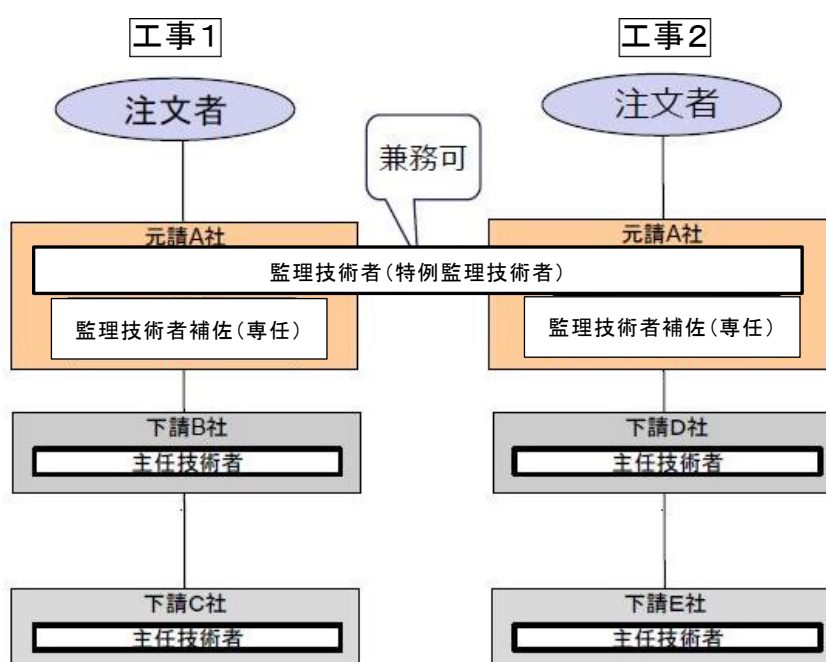 工事１
工事２
注文者
注文者
兼務可
元請A社
元請A社
監理技術者（特例監理技術者）
監理技術者補佐（専任）
監理技術者補佐（専任）
下請B社
下請D社
主任技術者
主任技術者
下請C社
下請E社
主任技術者
主任技術者